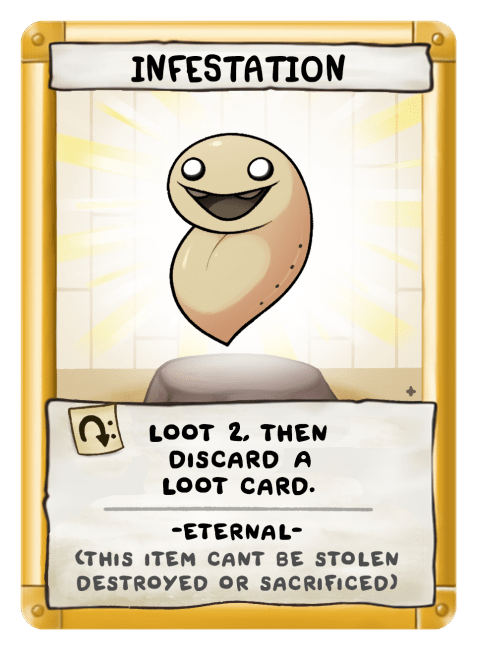 INFESTATION
LOOT 2, THEN
DISCARD A
LOOT CARD.
-ETERNAL-
(THIS ITEM CANT BE STOLEN
DESTROYED OR SACRIFICED)